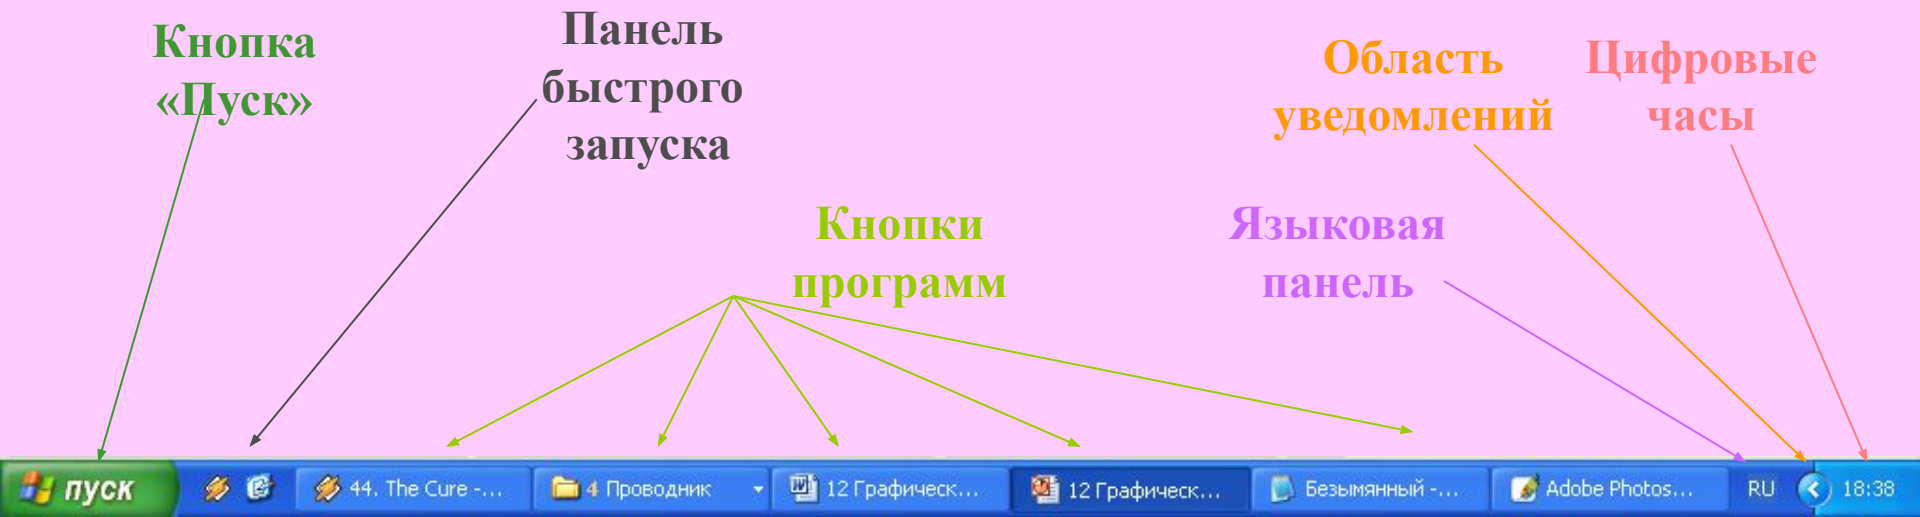 Кнопка
«Пуск»
Панель
быстрого
запуска
Область
уведомлений
Цифровые
часы
Кнопки
программ
Языковая
панель
пуск
44. The Cure -...
4 Проводник
12 Графическ...
12 Графическ...
Безымянный -...
Adobe Photos...
RU
18:38